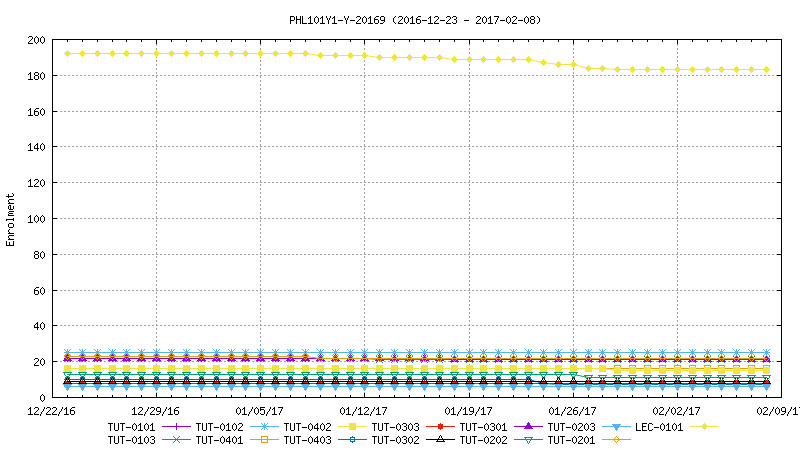 PHL101Y1-Y-20169 (2016-12-23 - 2017-02-08)
200
180
160
140
120
100
80
60
40
20
0
Enrolment
12/22/16 12/29/16 01/05/17 01/12/17 01/19/17 01/26/17 02/02/17 02/09/1
TUT-0101 TUT-0102 TUT-0402 TUT-0303 TUT-0301 TUT-0203 LEC-0101
TUT-0103 TUT-0401 TUT-0403 TUT-0302 TUT-0202 TUT-0201